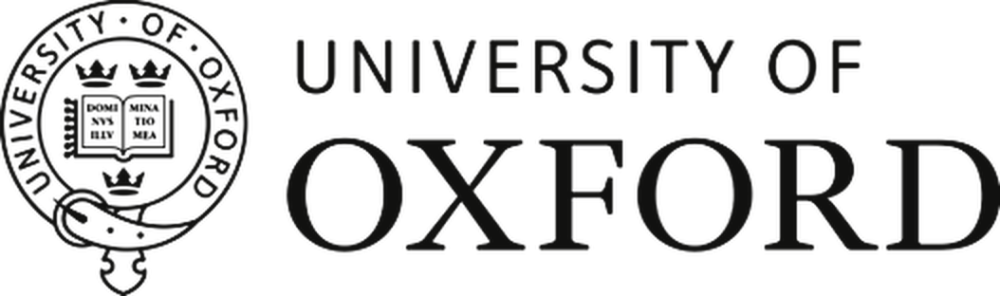 UNIVERSITY · OF · OXFORD
DOMI
NVS
ILLV
MINA
TIO
MEA
UNIVERSITY OF
OXFORD